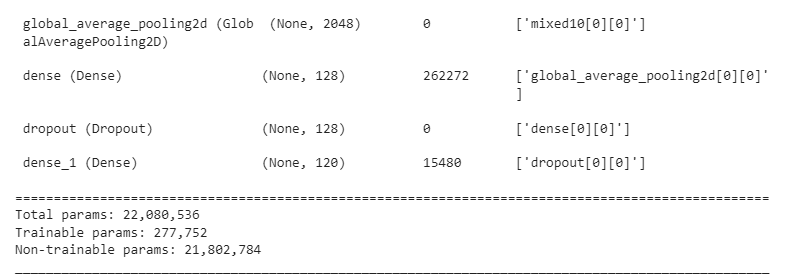 global_average_pooling2d (Glob  (None, 2048)        0           ['mixed10[0][0]']
alAveragePooling2D)
dense (Dense)                  (None, 128)          262272      ['global_average_pooling2d[0][0]'
]
dropout (Dropout)              (None, 128)          0           ['dense[0][0]']
dense_1 (Dense)                (None, 120)          15480       ['dropout[0][0]']
==================================================================================================
Total params: 22,080,536
Trainable params: 277,752
Non-trainable params: 21,802,784
__________________________________________________________________________________________________